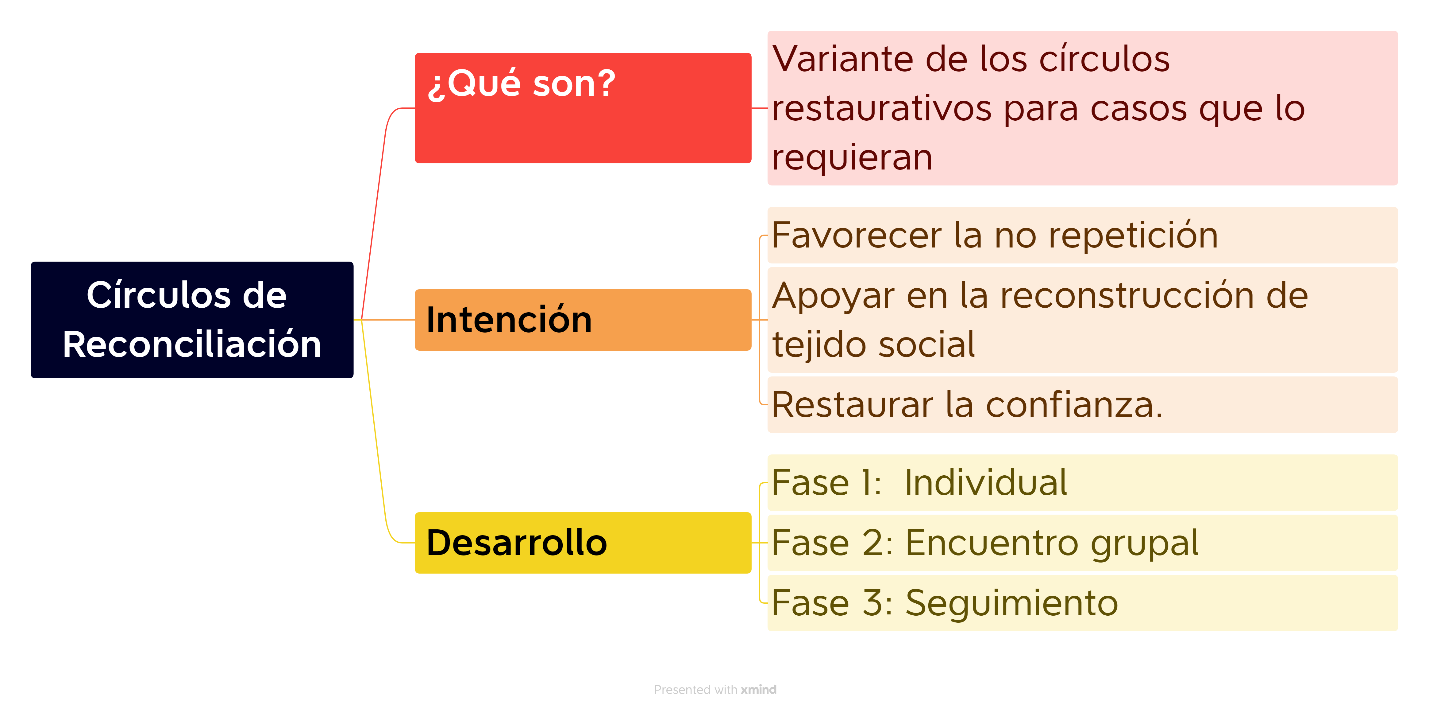 ¿Qué son?
Variante de los círculos
restaurativos para casos que lo
requieran
Círculos de
Reconciliación
Intención
Favorecer la no repetición
Apoyar en la reconstrucción de
tejido social
Restaurar la confianza.
Desarrollo
Fase 1:  Individual
Fase 2: Encuentro grupal
Fase 3: Seguimiento
Presented with xmind